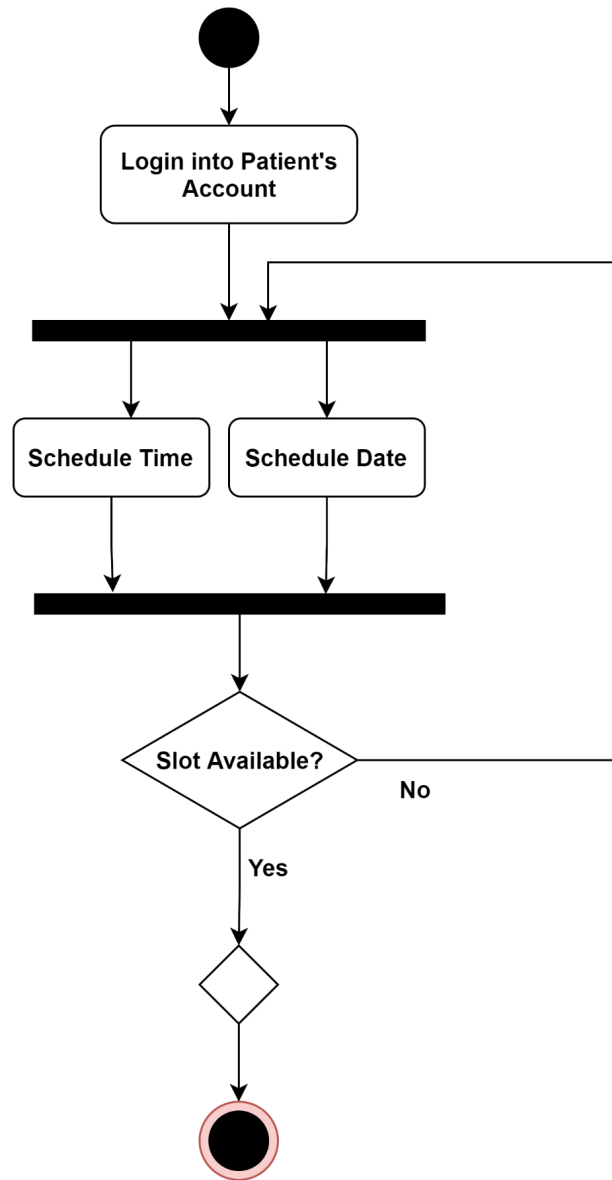 Login into Patient's
Account
Schedule Time
Schedule Date
Slot Available?
No
Yes